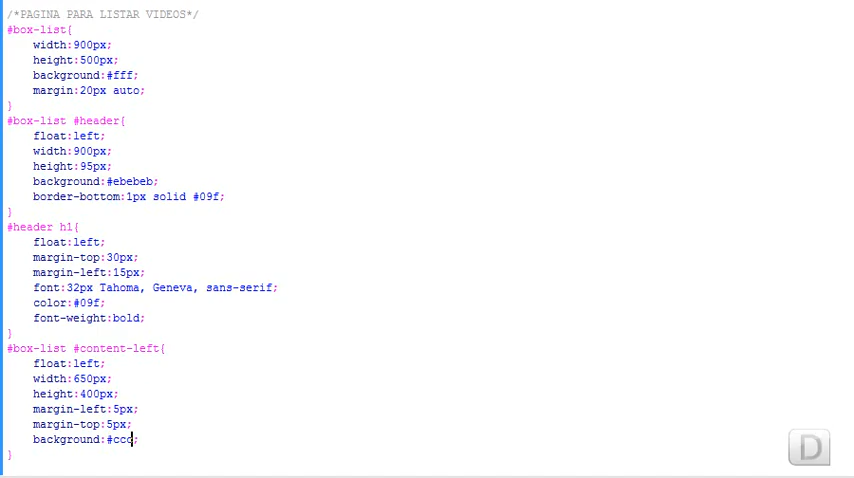 /*PAGINA PARA LISTAR VIDEOS*/
#box-list{
width:900px;
height:500px;
background:#fff;
margin:20px auto;
}
#box-list #header{
float:left;
width:900px;
height:95px;
background:#ebebeb;
border-bottom:1px solid #09f;
}
#header h1{
float:left;
margin-top:30px;
margin-left:15px;
font:32px Tahoma, Geneva, sans-serif;
color:#09f;
font-weight:bold;
}
#box-list #content-left{
float:left;
width:650px;
height:400px;
margin-left:5px;
margin-top:5px;
background:#ccc;
}
D